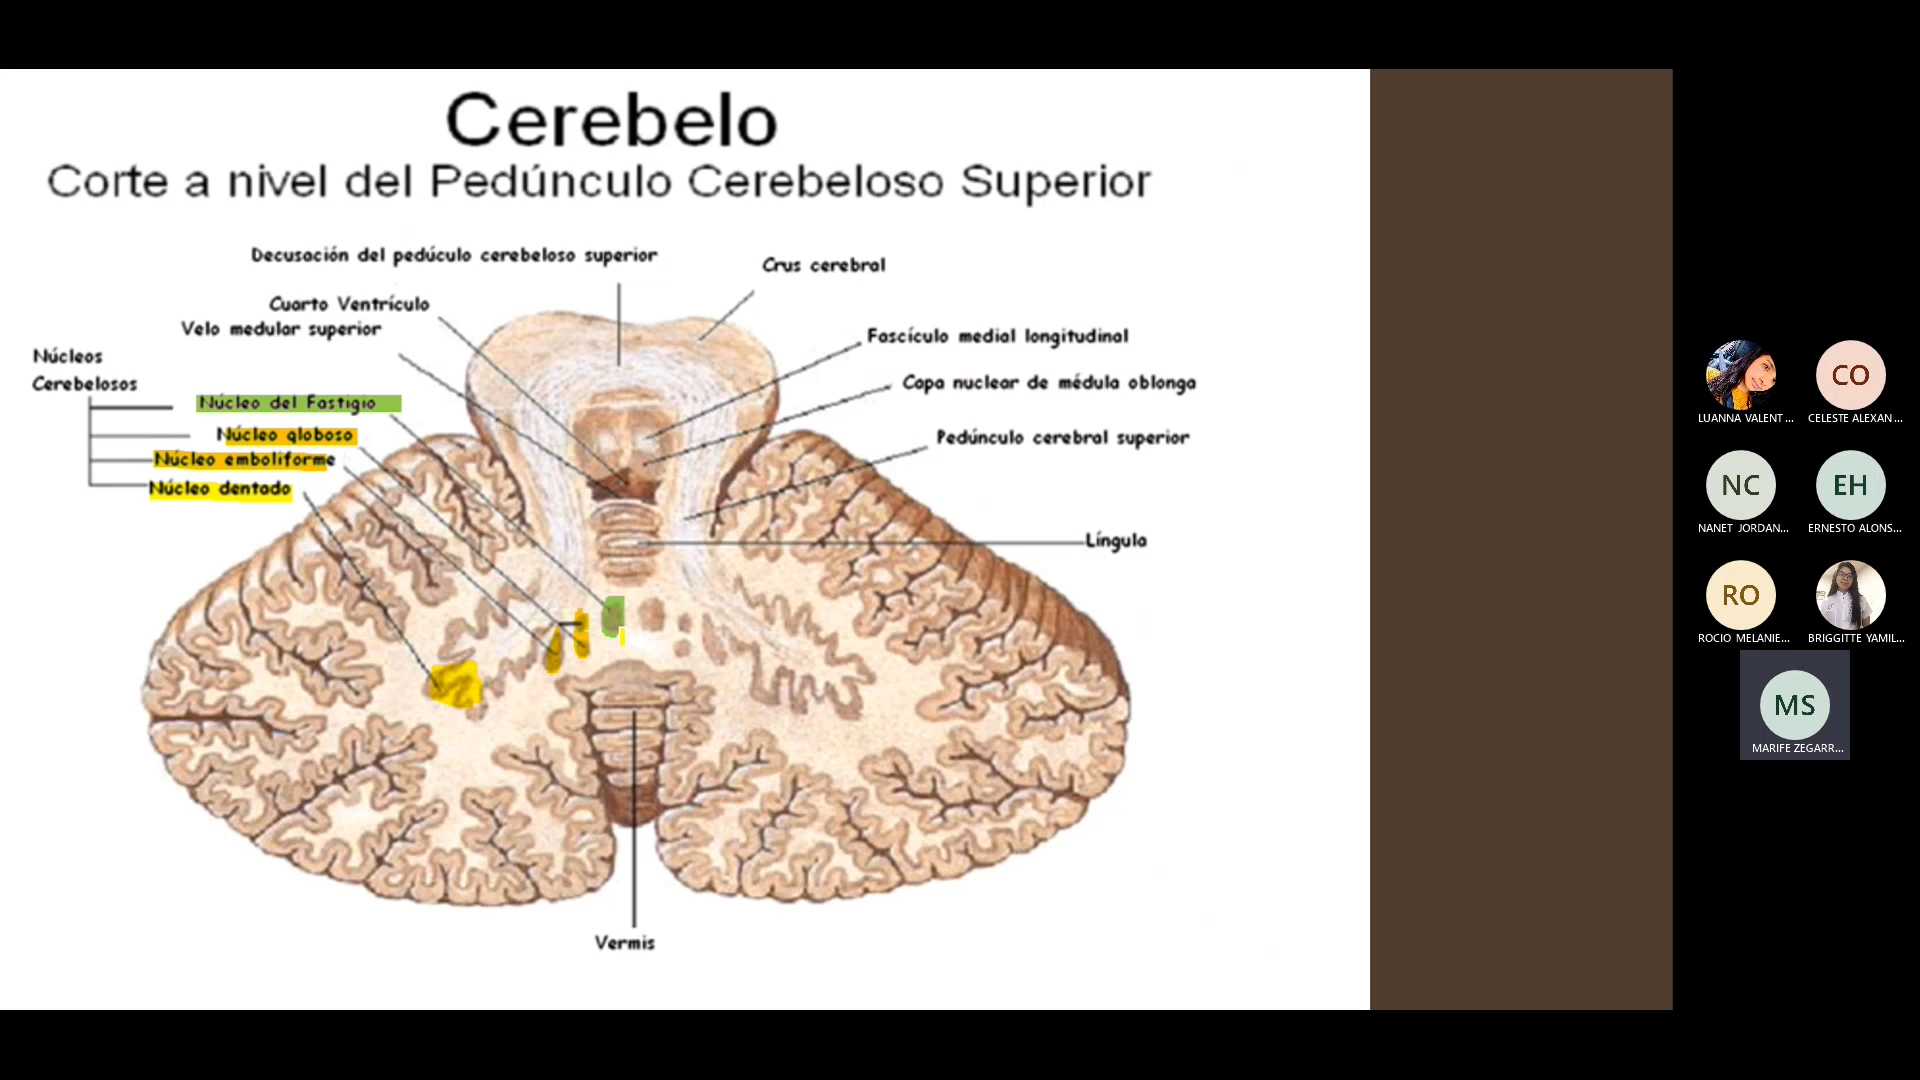 Cerebelo
Corte a nivel del Pedúnculo Cerebeloso Superior
Decusación del pedúculo cerebeloso superior
Crus cerebral
Cuarto Ventrículo
Velo medular superior
Fascículo medial longitudinal
Núcleos
Cerebelosos
Capa nuclear de médula oblonga
Núcleo del Fastigio
Núcleo globoso
Pedúnculo cerebral superior
Núcleo emboliforme
Núcleo dentado
Língula
Vermis
LUANNA VALENT...
CO
CELESTE ALEXAN...
NC
NANET JORDAN...
EH
ERNESTO ALONS...
RO
ROCIO MELANIE...
BRIGGITTE YAMIL...
MS
MARIFE ZEGARR...